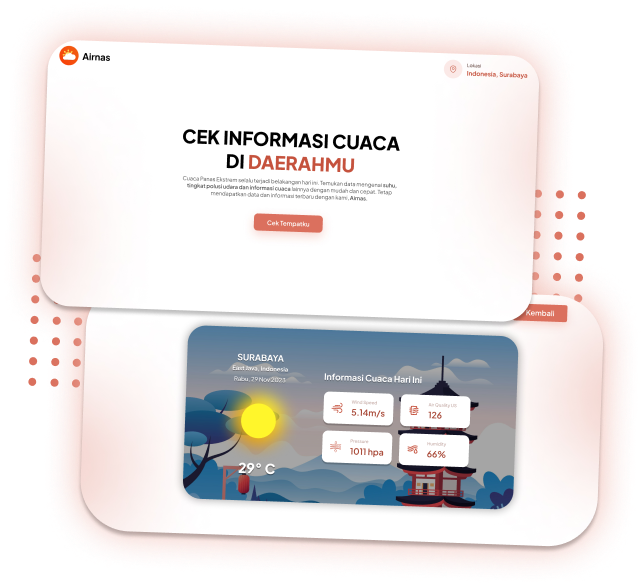 Airnas
Lokasi
Indonesia, Surabaya
CEK INFORMASI CUACA
DI DAERAHMU
Cuaca Panas Ekstrem selalu terjadi belakangan hari ini. Temukan data mengenai suhu,
tingkat polusi udara dan informasi cuaca lainnya dengan mudah dan cepat. Tetap
mendapatkan data dan informasi terbaru dengan kami, Airnas.
Cek Tempatku
Kembali
SURABAYA
East Java, Indonesia
Rabu, 29 Nov 2023
29° C
Informasi Cuaca Hari Ini
Wind Speed
5.14m/s
Air Quality US
126
Pressure
1011 hpa
Humidity
66%